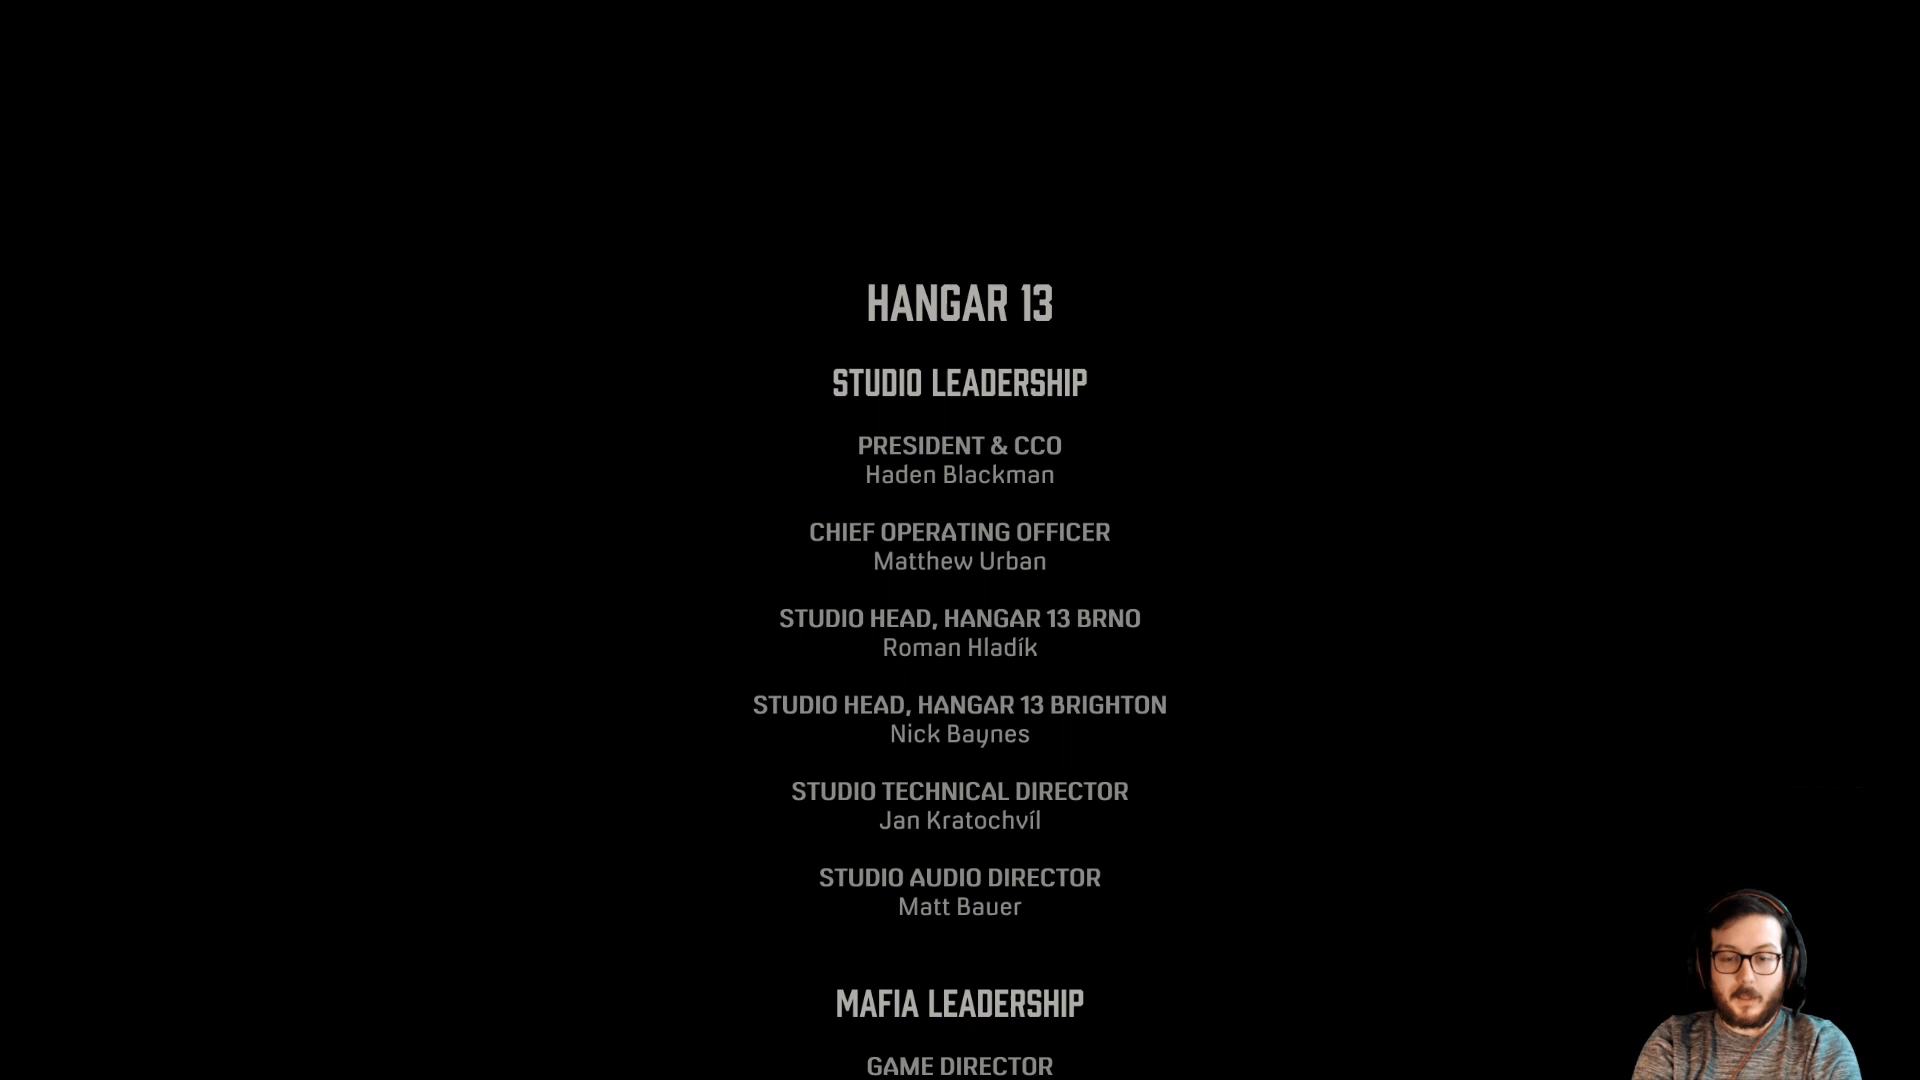 HANGAR 13
STUDIO LEADERSHIP
PRESIDENT & CCO
Haden Blackman
CHIEF OPERATING OFFICER
Matthew Urban
STUDIO HEAD, HANGAR 13 BRNO
Roman Hladík
STUDIO HEAD, HANGAR 13 BRIGHTON
Nick Baynes
STUDIO TECHNICAL DIRECTOR
Jan Kratochvíl
STUDIO AUDIO DIRECTOR
Matt Bauer
MAFIA LEADERSHIP
GAME DIRECTOR